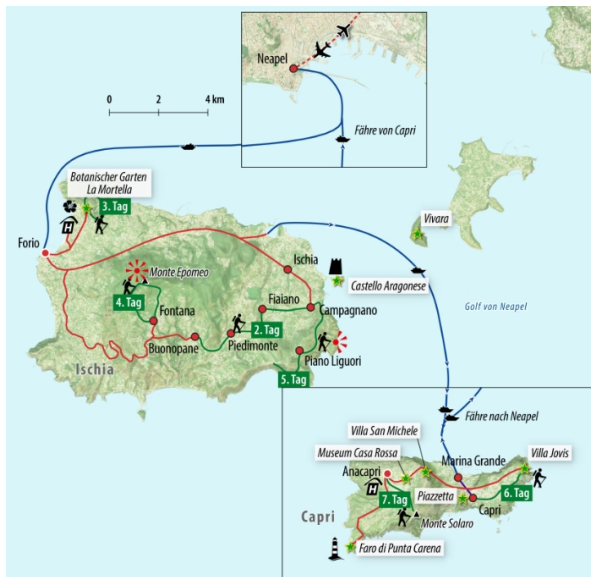 Neapel
0 2 4 km
Fähre von Capri
Botanischer Garten
La Mortella
3. Tag
H
Vivara
Forio
Ischia
Monte Epomeo
Castello Aragonese
4. Tag
Fontana
Fiaiano
Campagnano
Golf von Neapel
2. Tag
Buonopane
Piedimonte
Piano Liguori
Ischia
5. Tag
Fähre nach Neapel
Villa San Michele
Museum Casa Rossa
Marina Grande
Villa Jovis
Anacapri
H
Piazzetta
6. Tag
7. Tag
Capri
Capri
Monte Solaro
Faro di Punta Carena